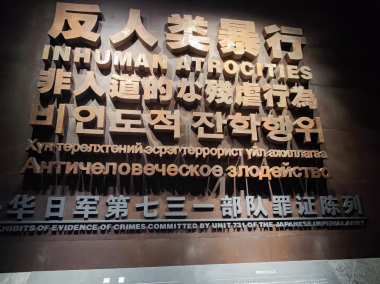 反人类暴行
INHUMAN ATROCITIES
非人道的な残虐行為
비인도적 잔학행위
Хүн төрөлхтөний эсрэг террорист үйл ажиллагаа
Античеловеческое злодейство
华日军第七三一部队罪证陈列
EXHIBITS OF EVIDENCE OF CRIMES COMMITTED BY UNIT 731 OF THE JAPANESE IMPERIAL ARMY